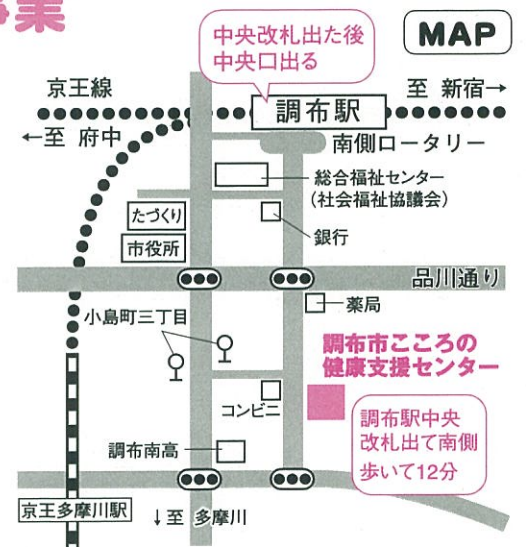 事業
MAP
中央改札出た後
中央口出る
京王線
至 新宿→
調布駅
←至 府中
南側ロータリー
総合福祉センター
(社会福祉協議会)
たづくり
銀行
市役所
品川通り
薬局
小島町三丁目
調布市こころの
健康支援センター
コンビニ
調布駅中央
改札出て南側
歩いて12分
調布南高
京王多摩川駅
↓至 多摩川